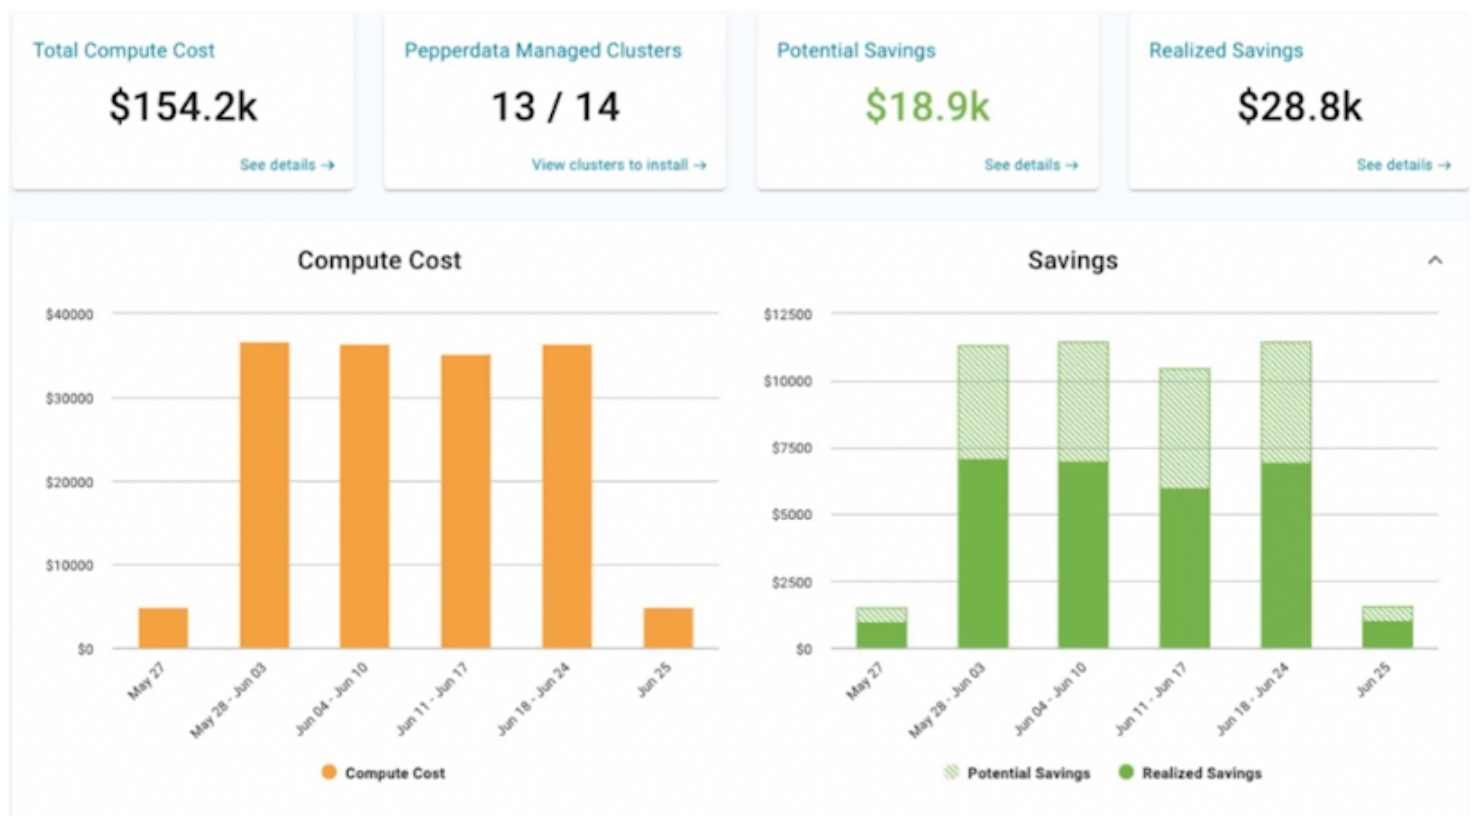 Total Compute Cost
$154.2k
See details →
Pepperdata Managed Clusters
13 / 14
View clusters to install →
Potential Savings
$18.9k
See details →
Realized Savings
$28.8k
See details →
Compute Cost
$40000
$30000
$20000
$10000
$0
May 27
May 28 - Jun 03
Jun 04 - Jun 10
Jun 11 - Jun 17
Jun 18 - Jun 24
Jun 25
Compute Cost
Savings
$12500
$10000
$7500
$5000
$2500
$0
May 27
May 28 - Jun 03
Jun 04 - Jun 10
Jun 11 - Jun 17
Jun 18 - Jun 24
Jun 25
Potential Savings
Realized Savings